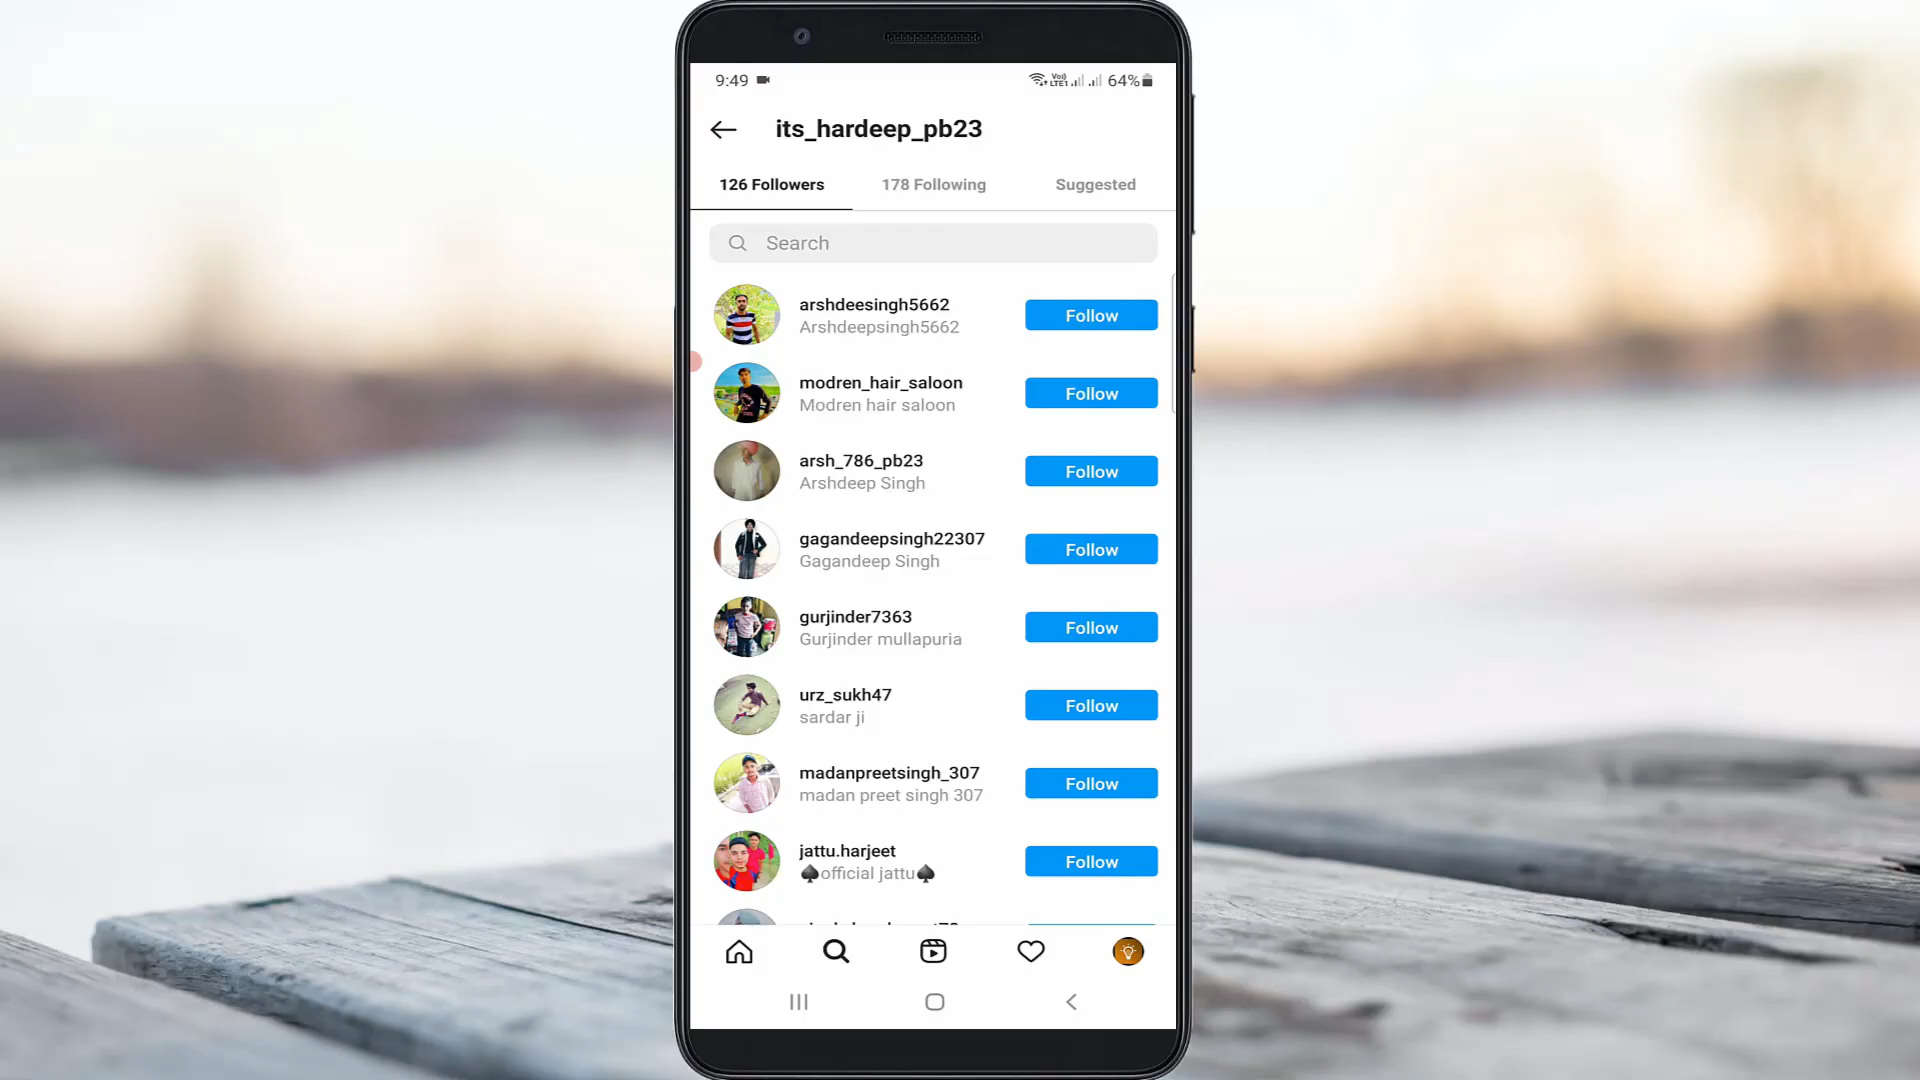 9:49
Vo) LTE1 64%
its_hardeep_pb23
126 Followers 178 Following Suggested
Search
arshdeesingh5662
Arshdeepsingh5662 Follow
modren_hair_saloon
Modren hair saloon Follow
arsh_786_pb23
Arshdeep Singh Follow
gagandeepsingh22307
Gagandeep Singh Follow
gurjinder7363
Gurjinder mullapuria Follow
urz_sukh47
sardar ji Follow
madanpreetsingh_307
madan preet singh 307 Follow
jattu.harjeet
♠official jattu♠ Follow